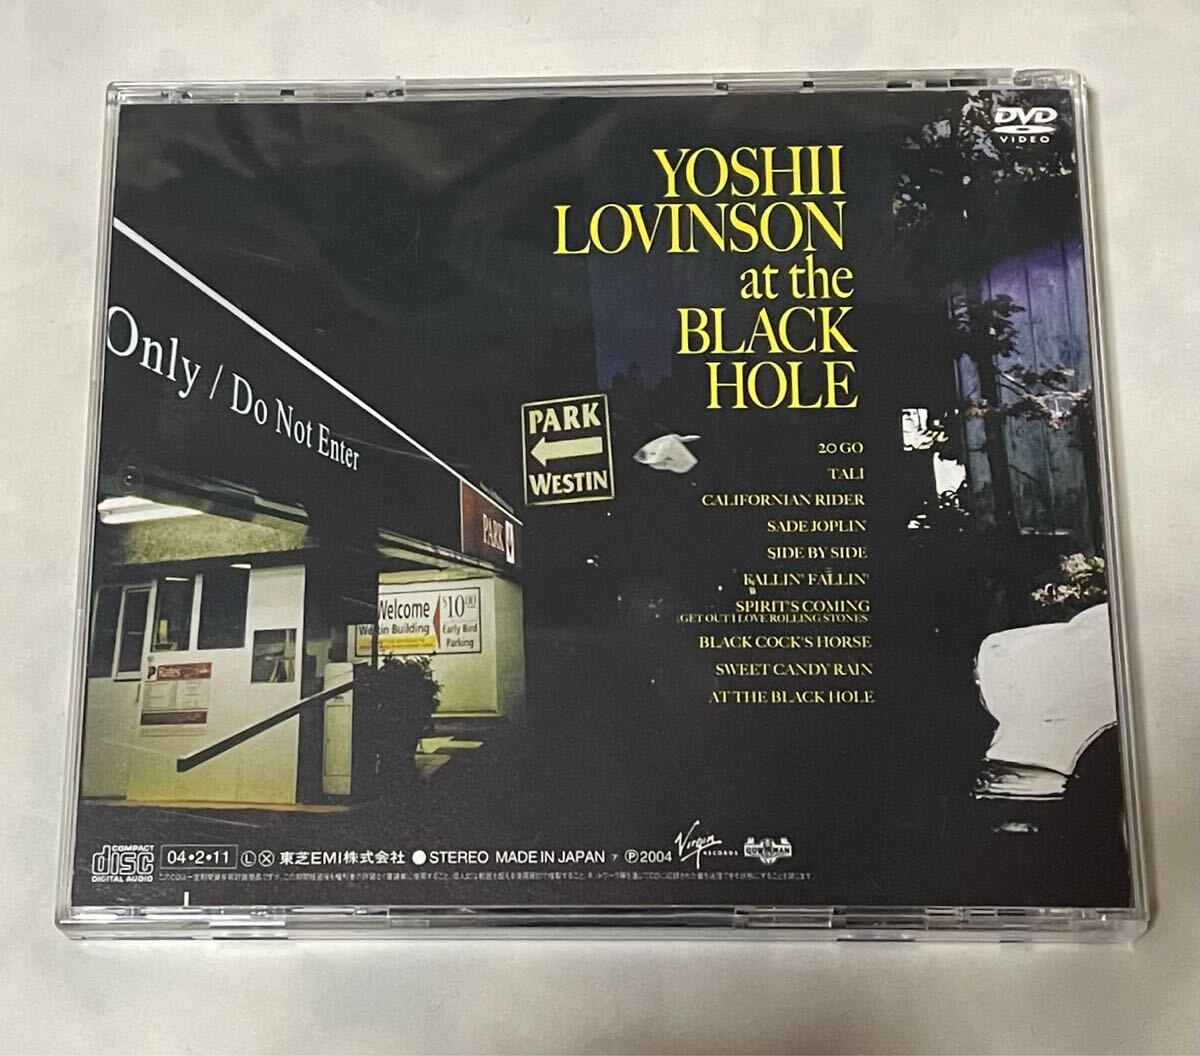 DVD
VIDEO
YOSHII
LOVINSON
at the
BLACK
HOLE
Only / Do Not Enter
PARK
WESTIN
PARK
Welcome
$10.00
Westin Building
Early Bird
Parking
Rates
20 GO
TALI
CALIFORNIAN RIDER
SADE JOPLIN
SIDE BY SIDE
FALLIN' FALLIN'
SPIRIT'S COMING
(GET OUT I LOVE ROLLING STONES)
BLACK COCK'S HORSE
SWEET CANDY RAIN
AT THE BLACK HOLE
COMPACT
disc
DIGITAL AUDIO
04・2・11 Ⓛ Ⓧ 東芝EMI株式会社 ●STEREO MADE IN JAPAN 7 Ⓟ2004
Virgin
RECORDS